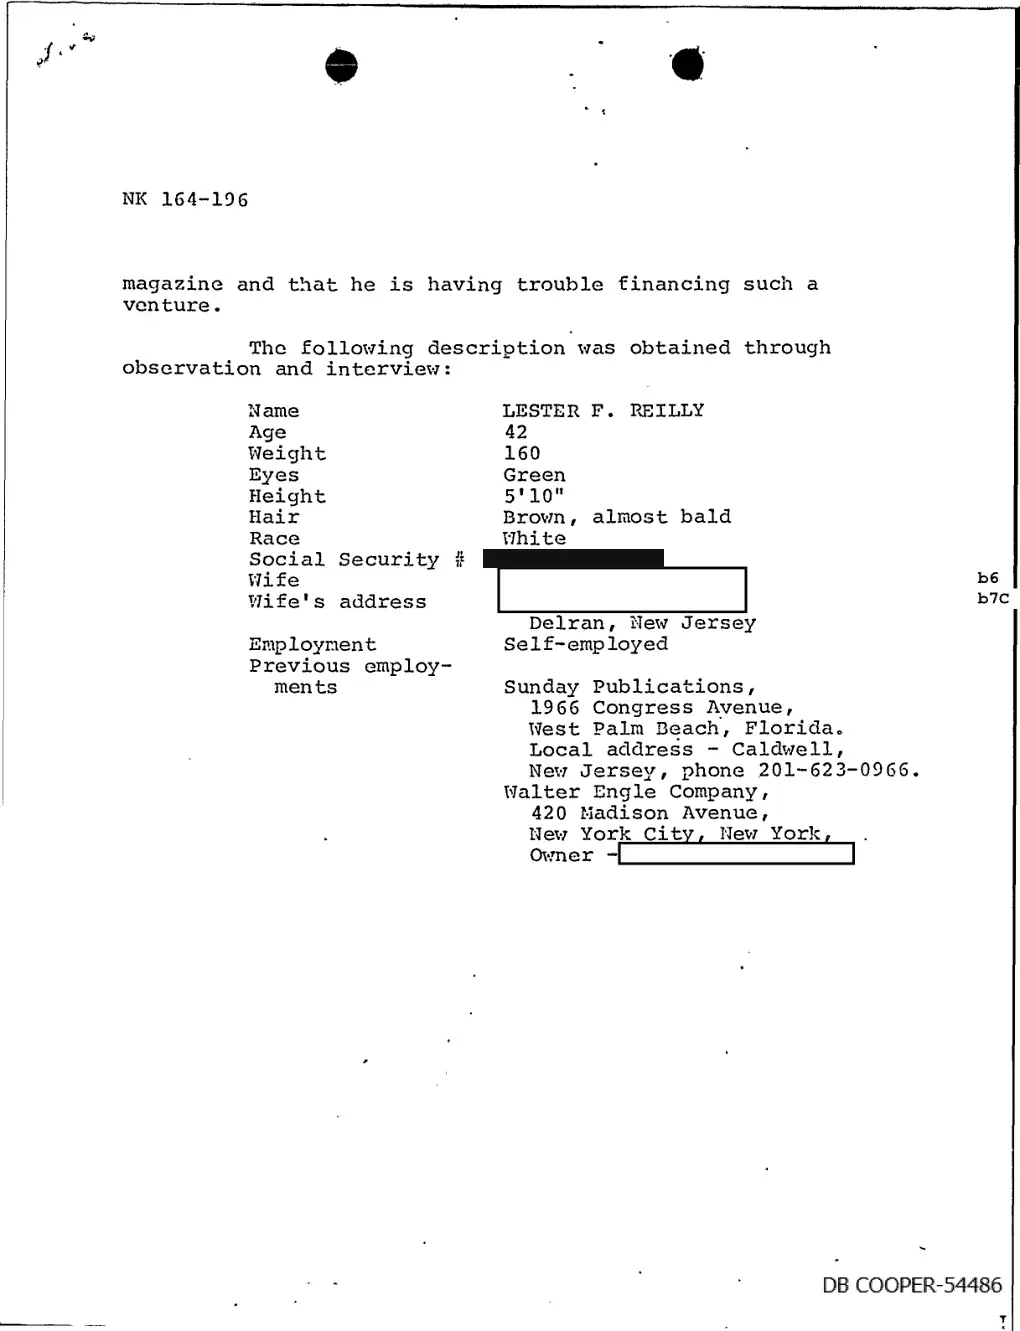 NK 164-196
magazine and that he is having trouble financing such a
venture.
The following description was obtained through
observation and interview:
Name LESTER F. REILLY
Age 42
Weight 160
Eyes Green
Height 5'10"
Hair Brown, almost bald
Race White
Social Security #
Wife
Wife's address
b6
b7C
Delran, New Jersey
Employment Self-employed
Previous employ-
ments Sunday Publications,
1966 Congress Avenue,
West Palm Beach, Florida.
Local address - Caldwell,
New Jersey, phone 201-623-0966.
Walter Engle Company,
420 Madison Avenue,
New York City, New York,
Owner -
DB COOPER-54486